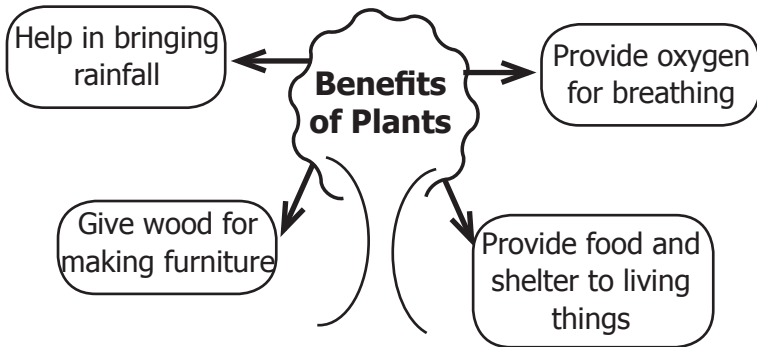 Help in bringing
rainfall
Benefits
of Plants
Provide oxygen
for breathing
Give wood for
making furniture
Provide food and
shelter to living
things